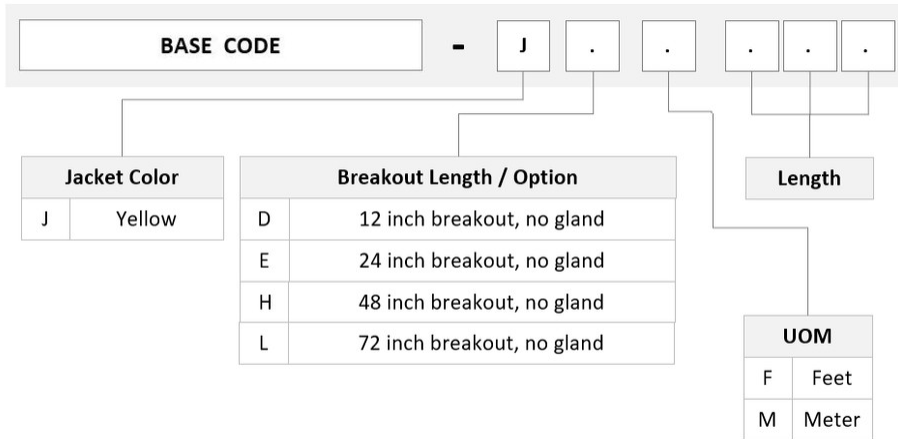 BASE CODE - J . . . . .
Jacket Color
J Yellow
Breakout Length / Option
D 12 inch breakout, no gland
E 24 inch breakout, no gland
H 48 inch breakout, no gland
L 72 inch breakout, no gland
Length
UOM
F Feet
M Meter